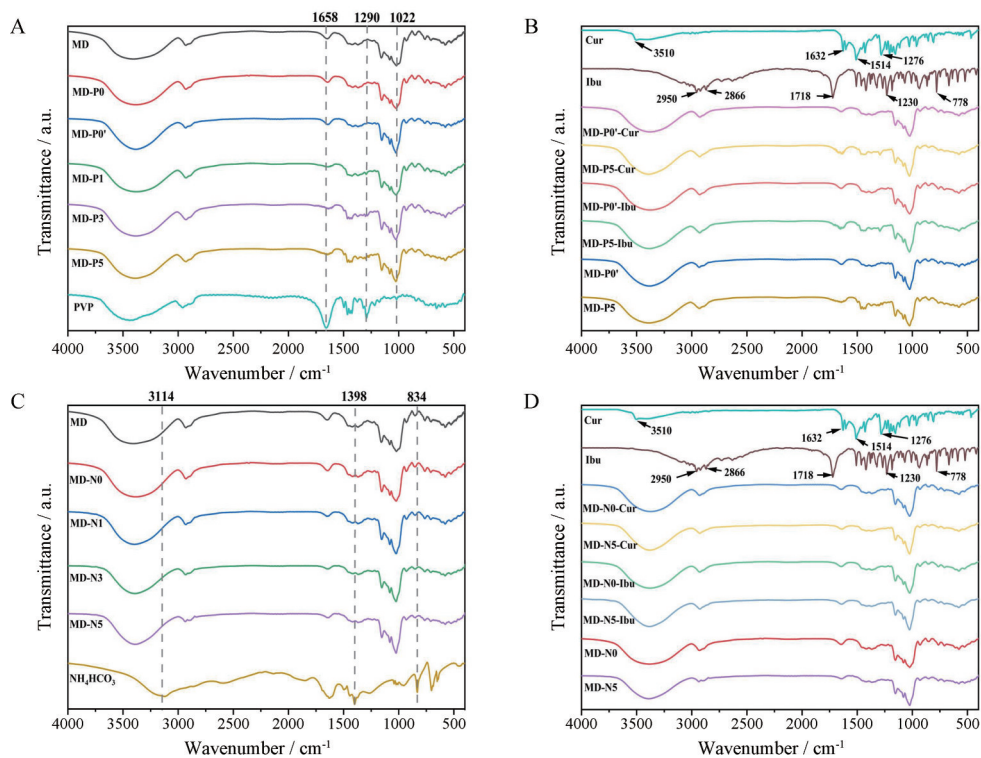 A
1658
1290
1022
MD
MD-P0
MD-P0'
MD-P1
MD-P3
MD-P5
PVP
Transmittance / a.u.
4000 3500 3000 2500 2000 1500 1000 500
Wavenumber / cm-1
B
Cur
3510
1632
1514
1276
Ibu
2950
2866
1718
1230
778
MD-P0'-Cur
MD-P5-Cur
MD-P0'-Ibu
MD-P5-Ibu
MD-P0'
MD-P5
Transmittance / a.u.
4000 3500 3000 2500 2000 1500 1000 500
Wavenumber / cm-1
C
3114
1398
834
MD
MD-N0
MD-N1
MD-N3
MD-N5
NH4HCO3
Transmittance / a.u.
4000 3500 3000 2500 2000 1500 1000 500
Wavenumber / cm-1
D
Cur
3510
1632
1514
1276
Ibu
2950
2866
1718
1230
778
MD-N0-Cur
MD-N5-Cur
MD-N0-Ibu
MD-N5-Ibu
MD-N0
MD-N5
Transmittance / a.u.
4000 3500 3000 2500 2000 1500 1000 500
Wavenumber / cm-1